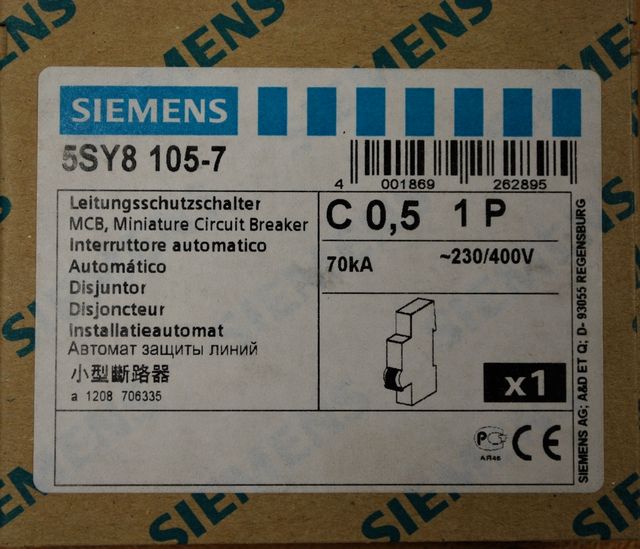 SIEMENS
5SY8 105-7
4 001869 262895
Leitungsschutzschalter
MCB, Miniature Circuit Breaker
Interruttore automatico
Automático
Disjuntor
Disjoncteur
Installatieautomat
Автомат защиты линий
小型斷路器
a 1208 706335
C 0,5 1 P
70kA ~230/400V
x1
PC CE
АЯ46
SIEMENS AG; A&D ET Q; D- 93055 REGENSBURG
SIEMENS
SIEMENS
SIEMENS